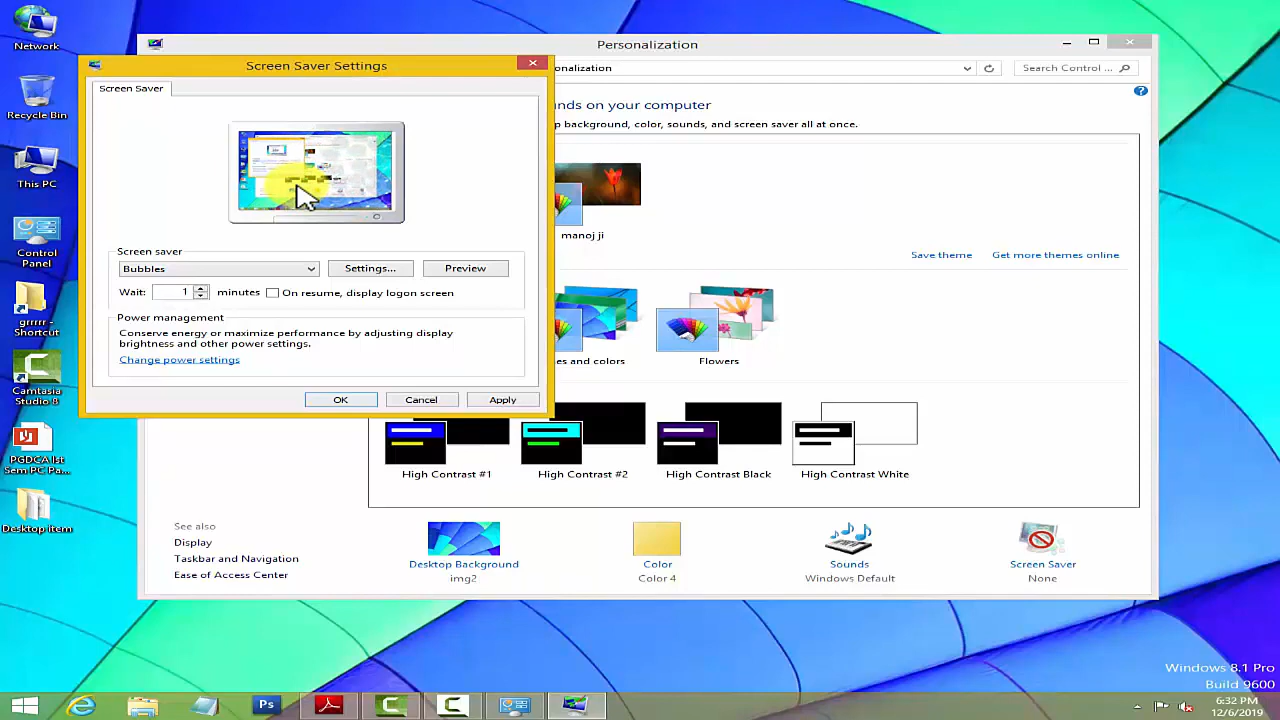 Network
Recycle Bin
This PC
Control
Panel
grrrrr -
Shortcut
Camtasia
Studio 8
PGDCA Ist
Sem PC Pa...
Desktop item
Personalization
onalization
Search Control ...
nds on your computer
p background, color, sounds, and screen saver all at once.
manoj ji
Save theme
Get more themes online
es and colors
Flowers
High Contrast #1
High Contrast #2
High Contrast Black
High Contrast White
See also
Display
Taskbar and Navigation
Ease of Access Center
Desktop Background
img2
Color
Color 4
Sounds
Windows Default
Screen Saver
None
Screen Saver Settings
Screen Saver
Screen saver
Bubbles
Settings...
Preview
Wait: 1 minutes
On resume, display logon screen
Power management
Conserve energy or maximize performance by adjusting display
brightness and other power settings.
Change power settings
OK
Cancel
Apply
Windows 8.1 Pro
Build 9600
Ps
6:32 PM
12/6/2019